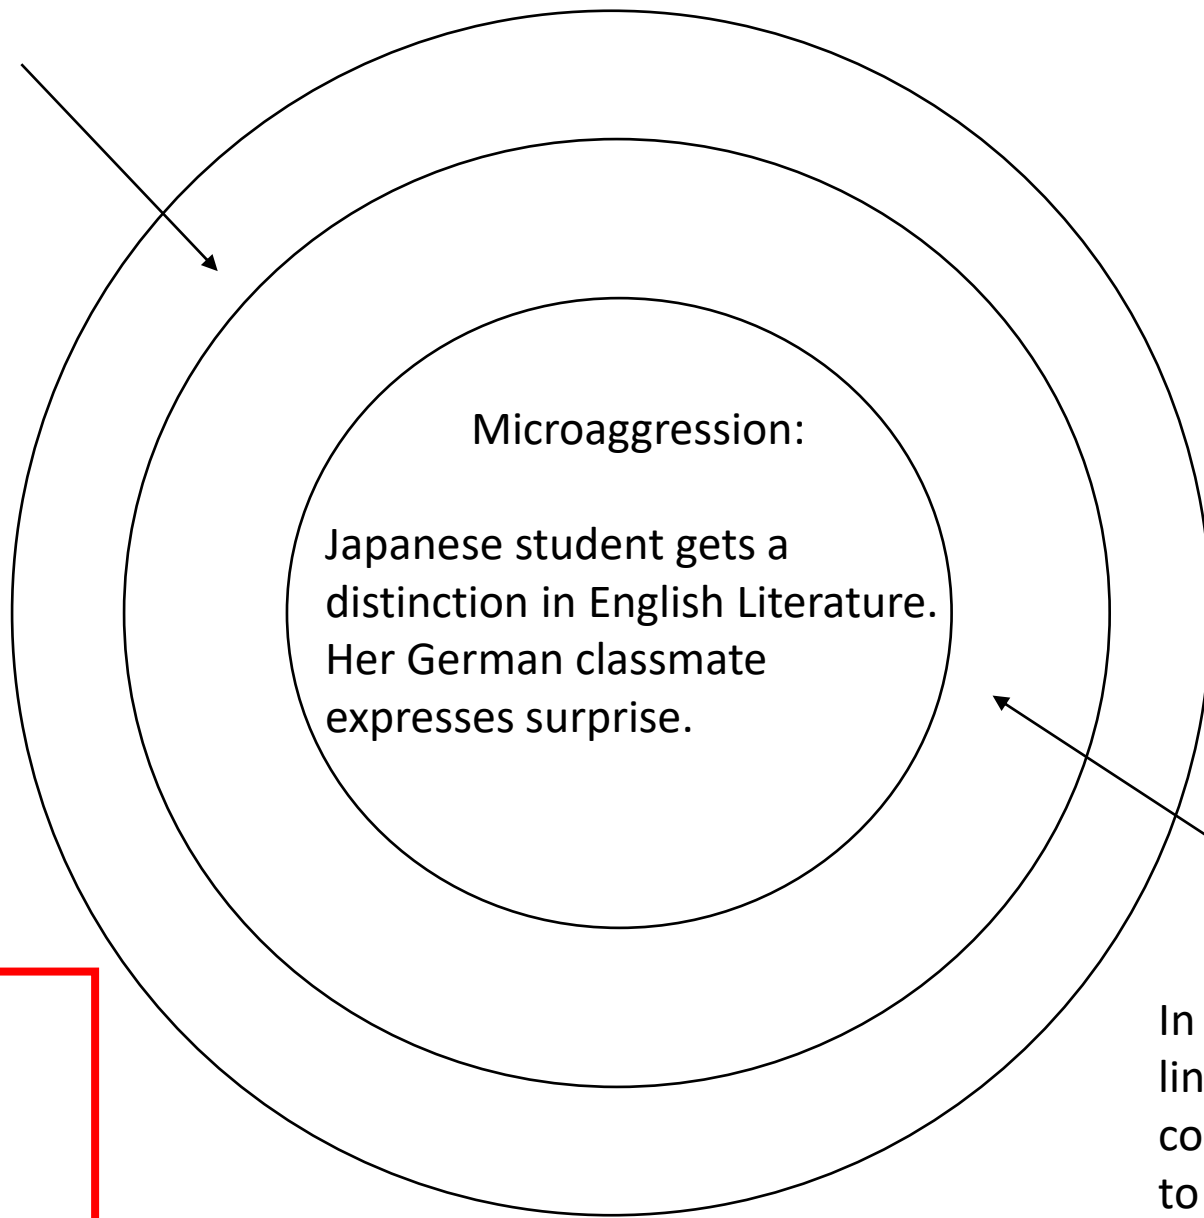 Microaggression:
Japanese student gets a
distinction in English Literature.
Her German classmate
expresses surprise.
In
lin
co
to